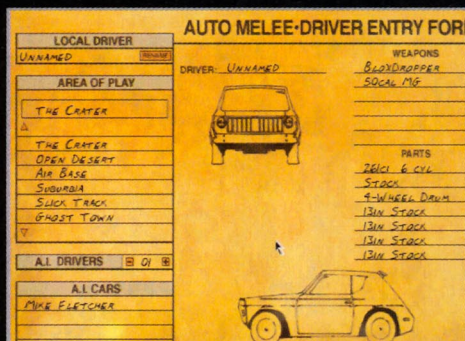 AUTO MELEE•DRIVER ENTRY FOR
LOCAL DRIVER
UNNAMED
RENAME
AREA OF PLAY
THE CRATER
THE CRATER
OPEN DESERT
AIR BASE
SUBURBIA
SLICK TRACK
GHOST TOWN
A.I. DRIVERS 01
A.I. CARS
MIKE FLETCHER
DRIVER- UNNAMED
WEAPONS
BLOXDROPPER
50CAL MG
PARTS
261CI 6 CYL
STOCK
4-WHEEL DRUM
13IN STOCK
13IN STOCK
13IN STOCK
13IN STOCK